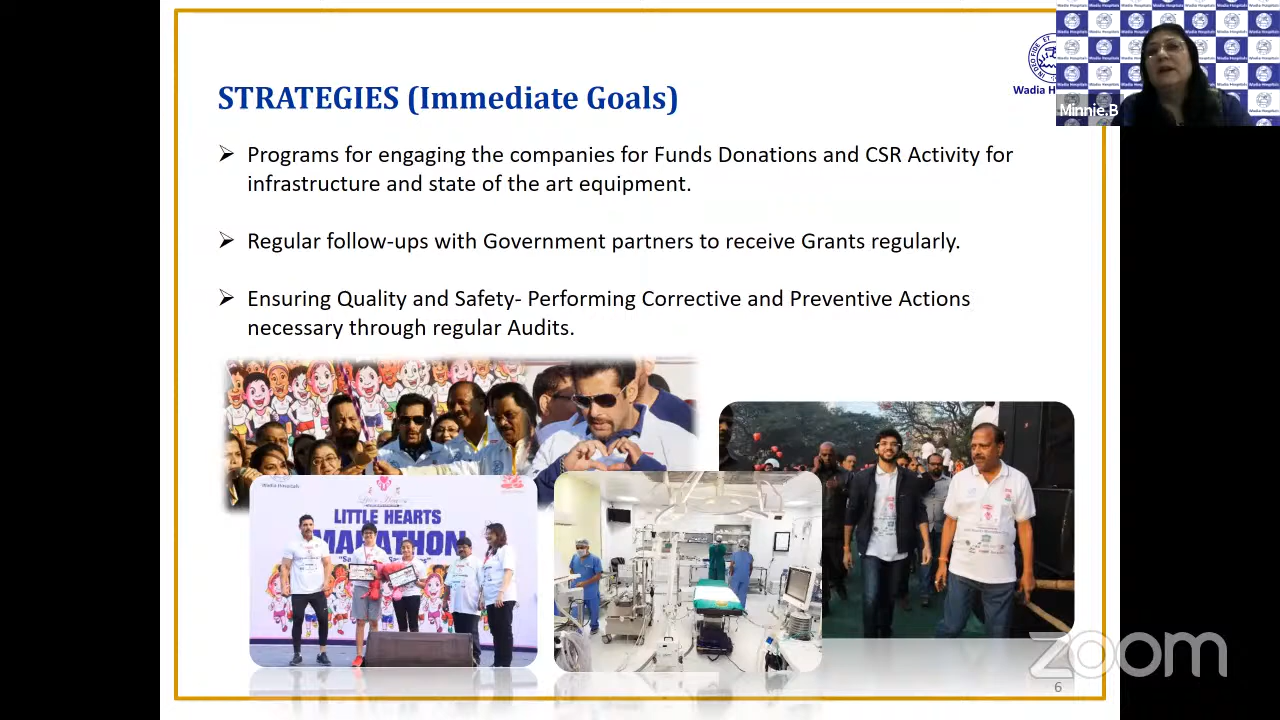 STRATEGIES (Immediate Goals)
Wadia H
Minnie.B
Programs for engaging the companies for Funds Donations and CSR Activity for
infrastructure and state of the art equipment.
Regular follow-ups with Government partners to receive Grants regularly.
Ensuring Quality and Safety- Performing Corrective and Preventive Actions
necessary through regular Audits.
Wadia Hospitals
LITTLE HEARTS
MARATHON
zoom
6